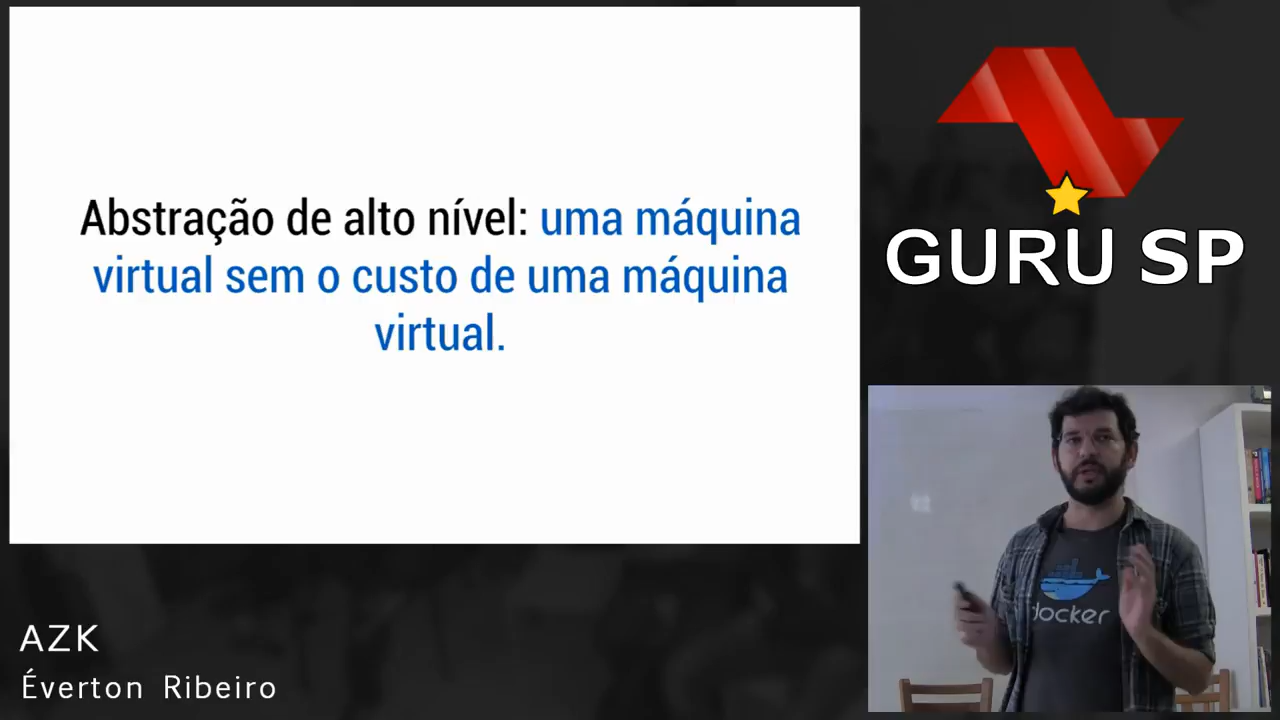 Abstração de alto nível: uma máquina
virtual sem o custo de uma máquina
virtual.
GURU SP
docker
AZK
Éverton Ribeiro